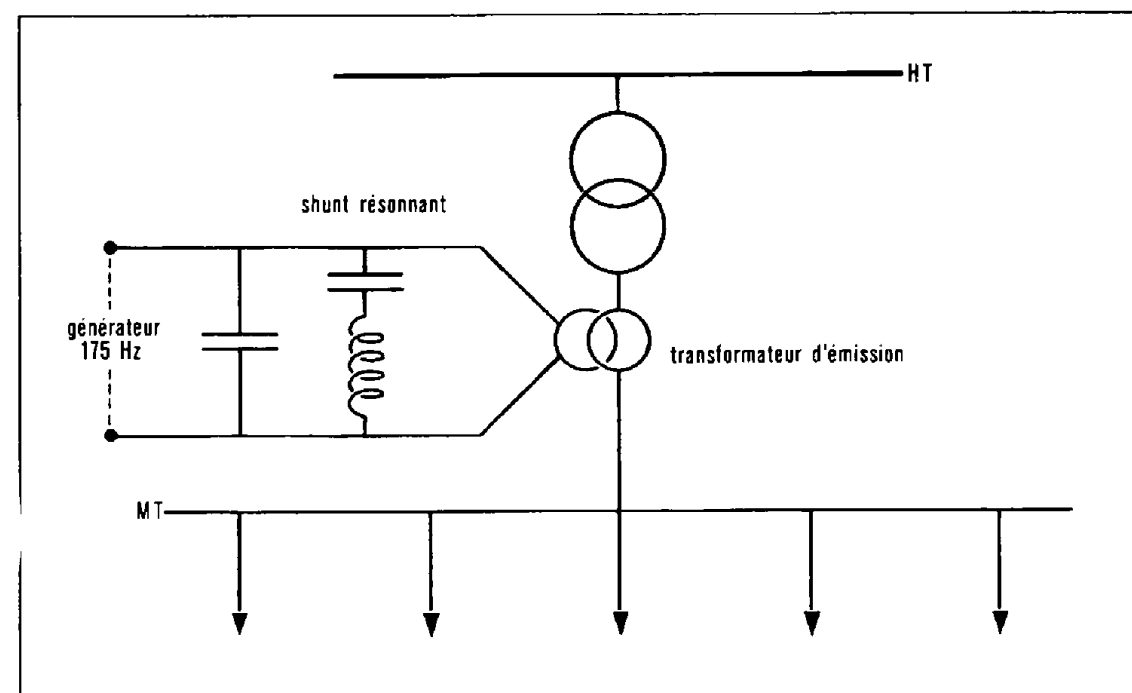 HT
shunt résonnant
générateur
175 Hz
transformateur d'émission
MT